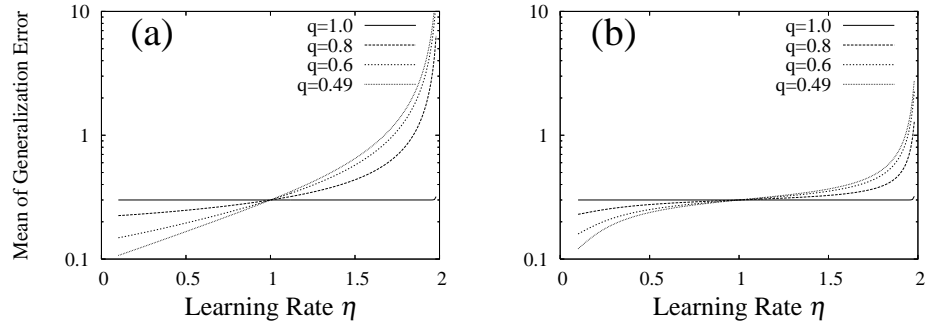 Mean of Generalization Error
10
1
0.1
(a)
q=1.0
q=0.8
q=0.6
q=0.49
0 0.5 1 1.5 2
Learning Rate η
10
1
0.1
(b)
q=1.0
q=0.8
q=0.6
q=0.49
0 0.5 1 1.5 2
Learning Rate η